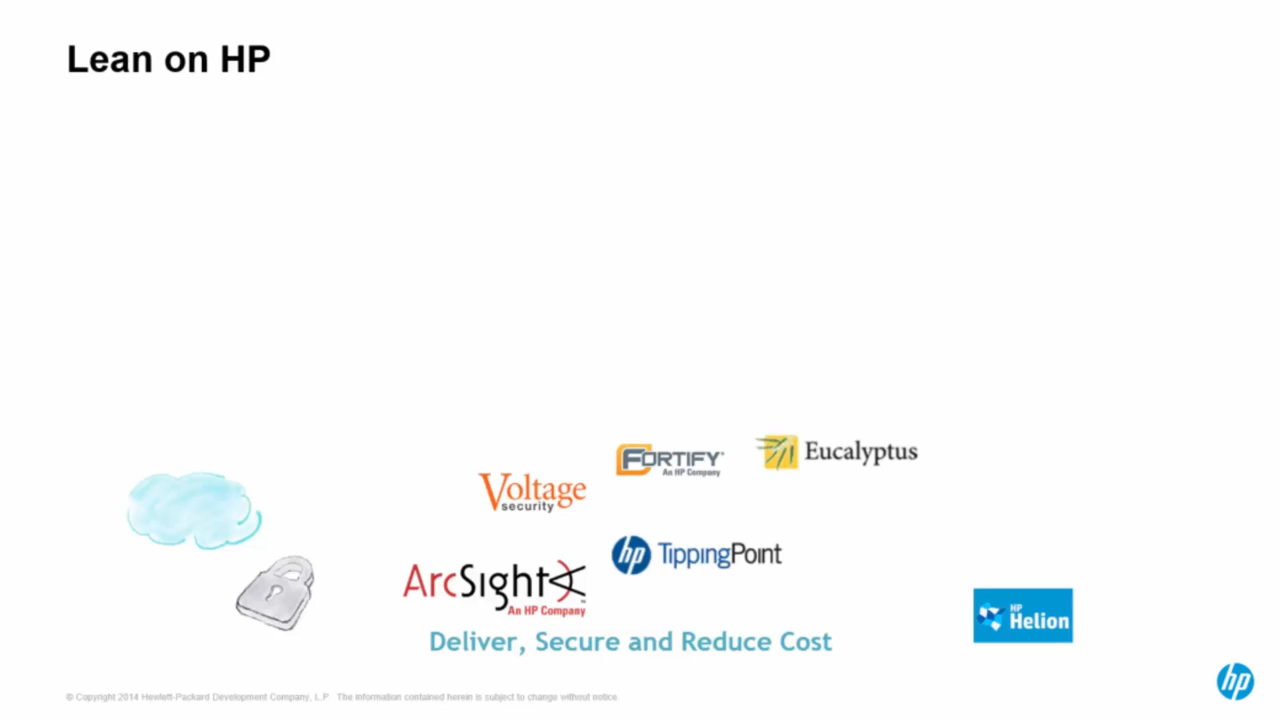 Lean on HP
FORTIFY
An HP Company
Eucalyptus
Voltage
security
hp TippingPoint
ArcSight
An HP Company
HP
Helion
Deliver, Secure and Reduce Cost
hp
© Copyright 2014 Hewlett-Packard Development Company, L.P. The information contained herein is subject to change without notice.